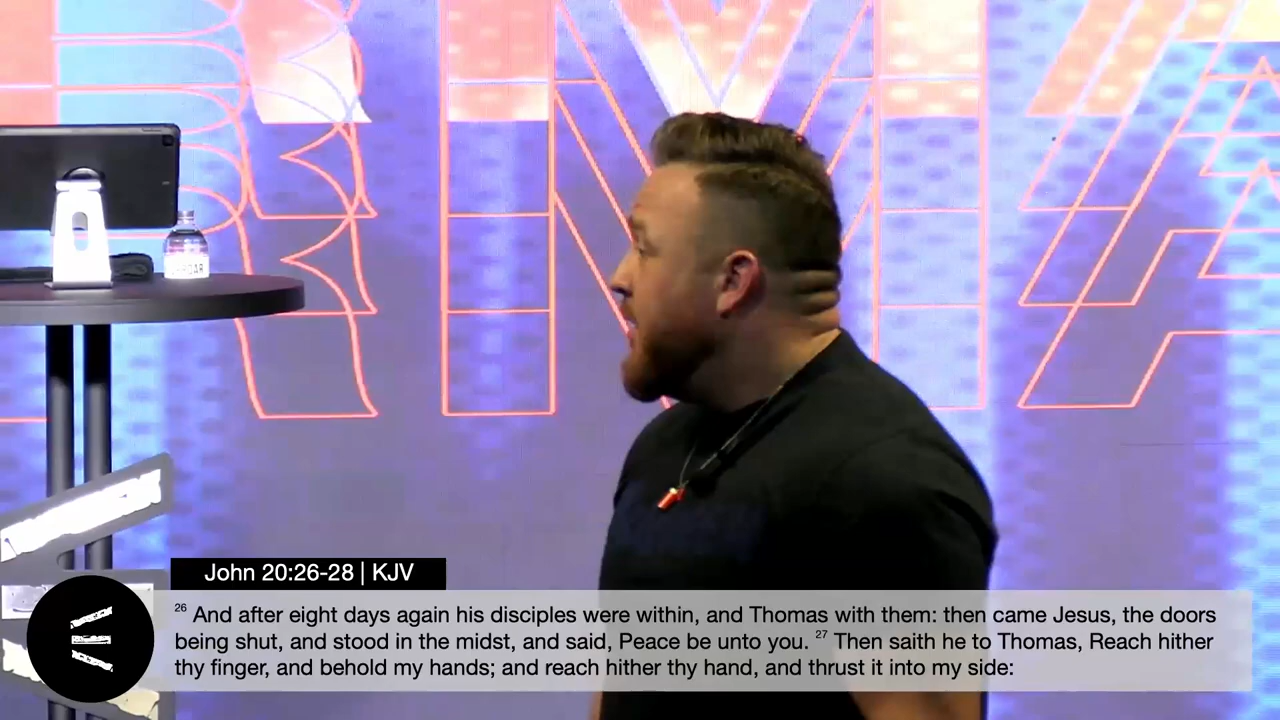 John 20:26-28 | KJV
26 And after eight days again his disciples were within, and Thomas with them: then came Jesus, the doors
being shut, and stood in the midst, and said, Peace be unto you. 27 Then saith he to Thomas, Reach hither
thy finger, and behold my hands; and reach hither thy hand, and thrust it into my side: